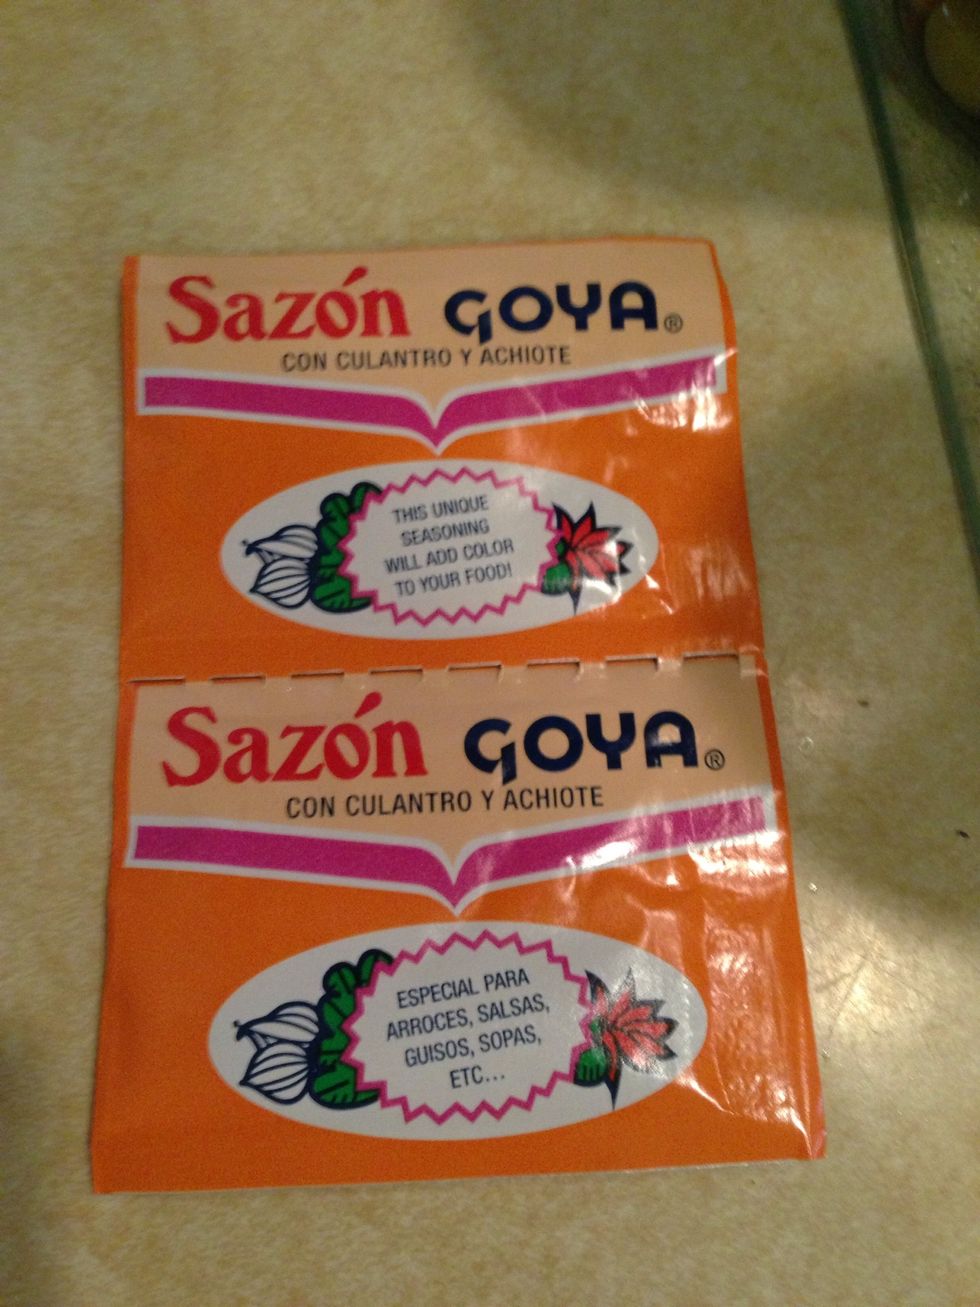 Sazón GOYA®
CON CULANTRO Y ACHIOTE
THIS UNIQUE
SEASONING
WILL ADD COLOR
TO YOUR FOOD!
Sazón GOYA®
CON CULANTRO Y ACHIOTE
ESPECIAL PARA
ARROCES, SALSAS,
GUISOS, SOPAS,
ETC...